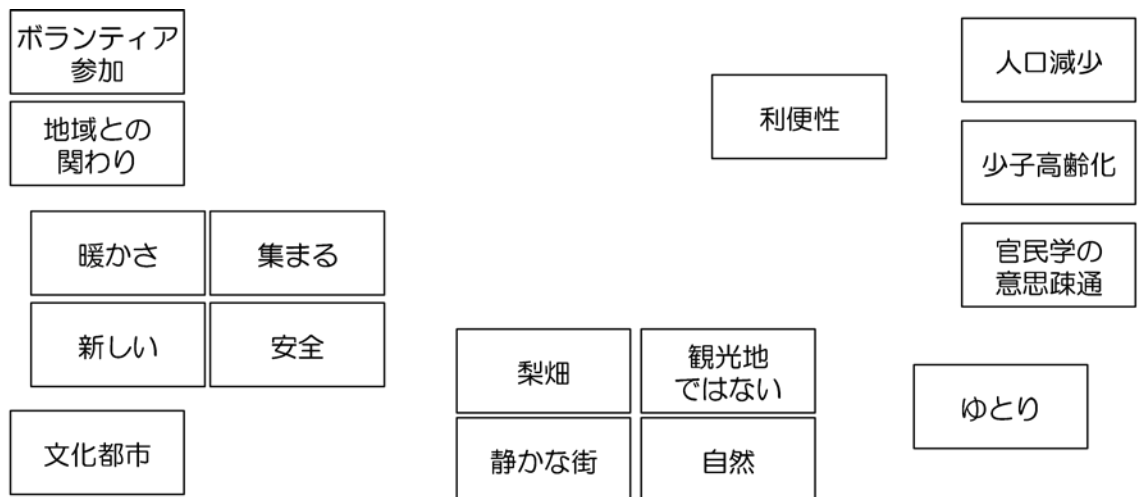 ボランティア
参加
地域との
関わり
暖かさ
集まる
新しい
安全
文化都市
梨畑
観光地
ではない
静かな街
自然
利便性
人口減少
少子高齢化
官民学の
意思疎通
ゆとり